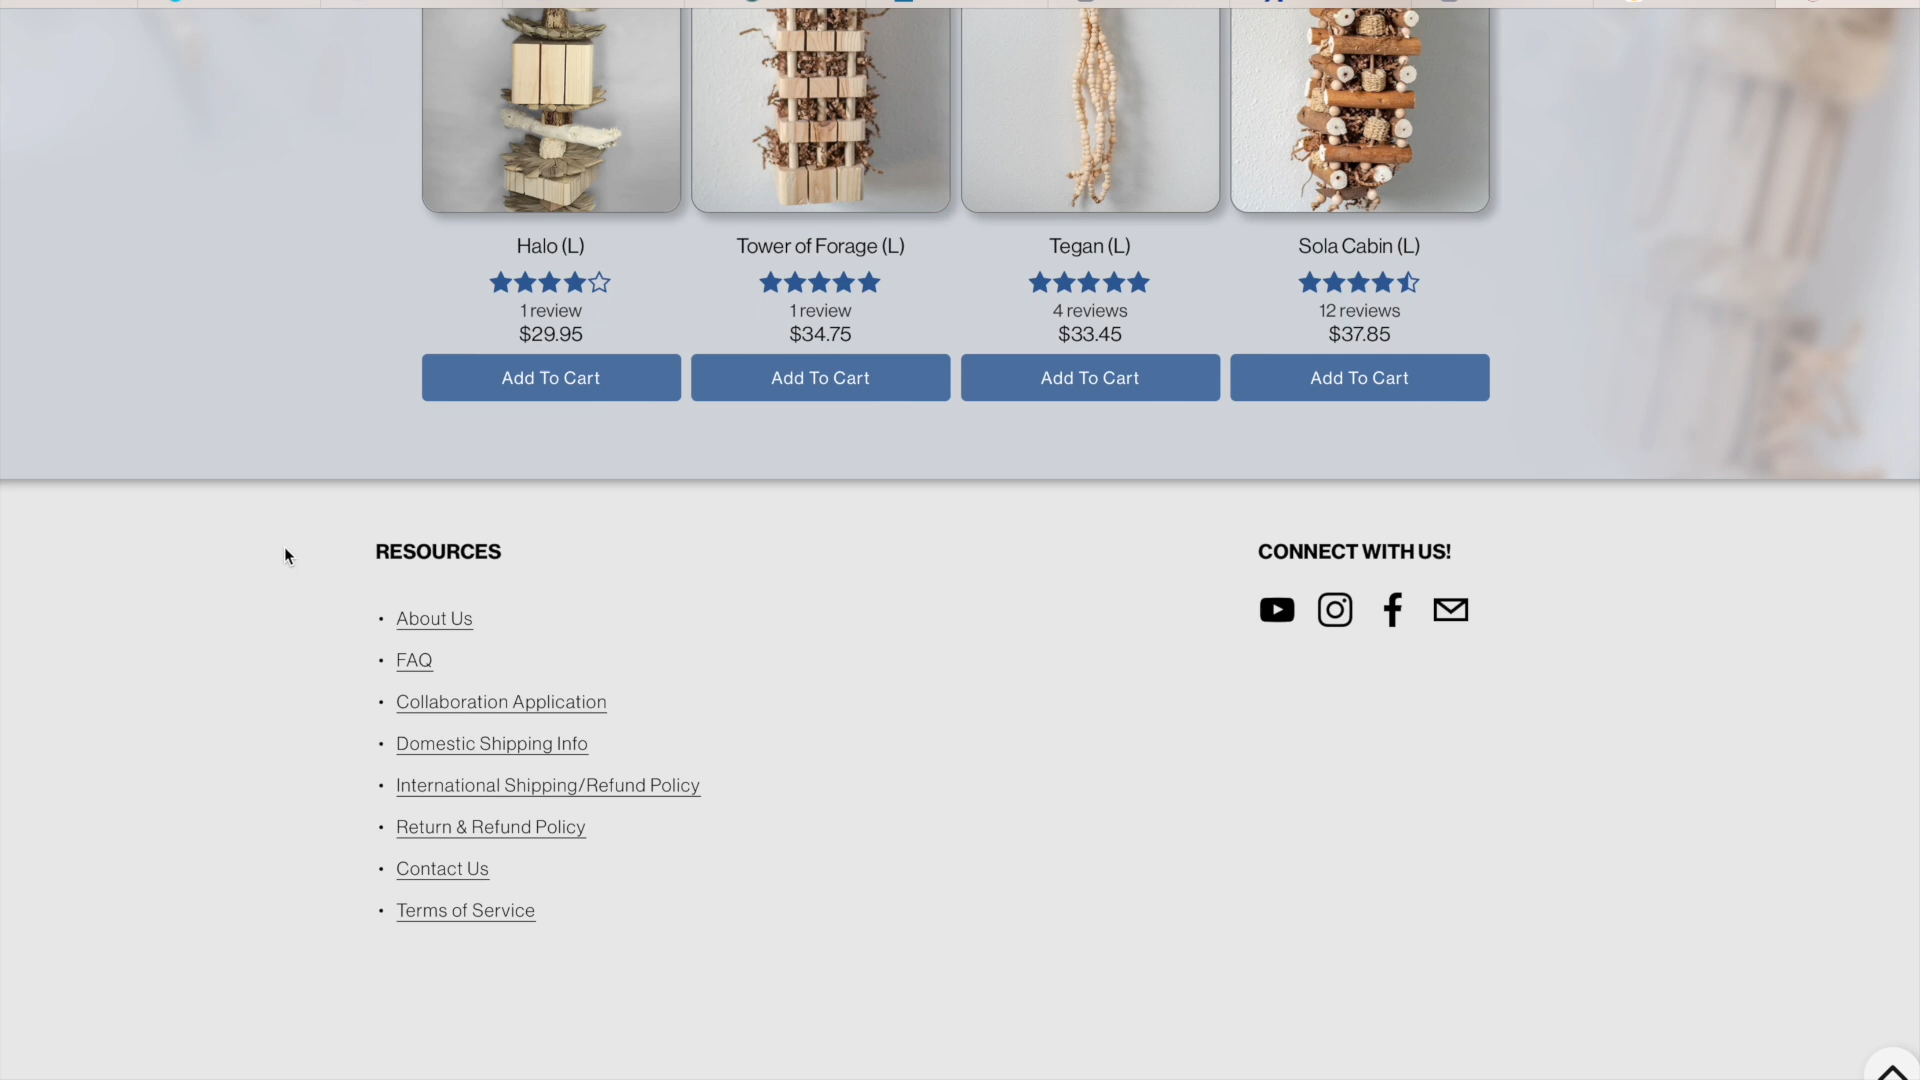 Halo (L)
Tower of Forage (L)
Tegan (L)
Sola Cabin (L)
1 review
1 review
4 reviews
12 reviews
$29.95
$34.75
$33.45
$37.85
Add To Cart
Add To Cart
Add To Cart
Add To Cart
RESOURCES
CONNECT WITH US!
• About Us
• FAQ
• Collaboration Application
• Domestic Shipping Info
• International Shipping/Refund Policy
• Return & Refund Policy
• Contact Us
• Terms of Service